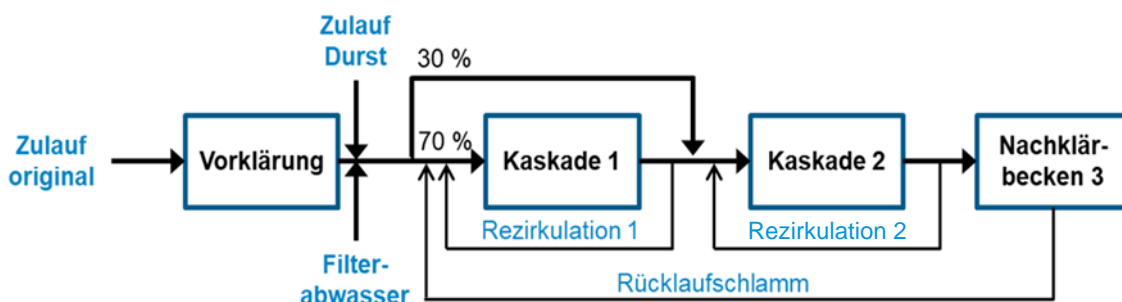 Zulauf
Durst
30 %
Zulauf
original
Vorklärung
70 %
Kaskade 1
Kaskade 2
Nachklär-
becken 3
Rezirkulation 1
Rezirkulation 2
Filter-
abwasser
Rücklaufschlamm